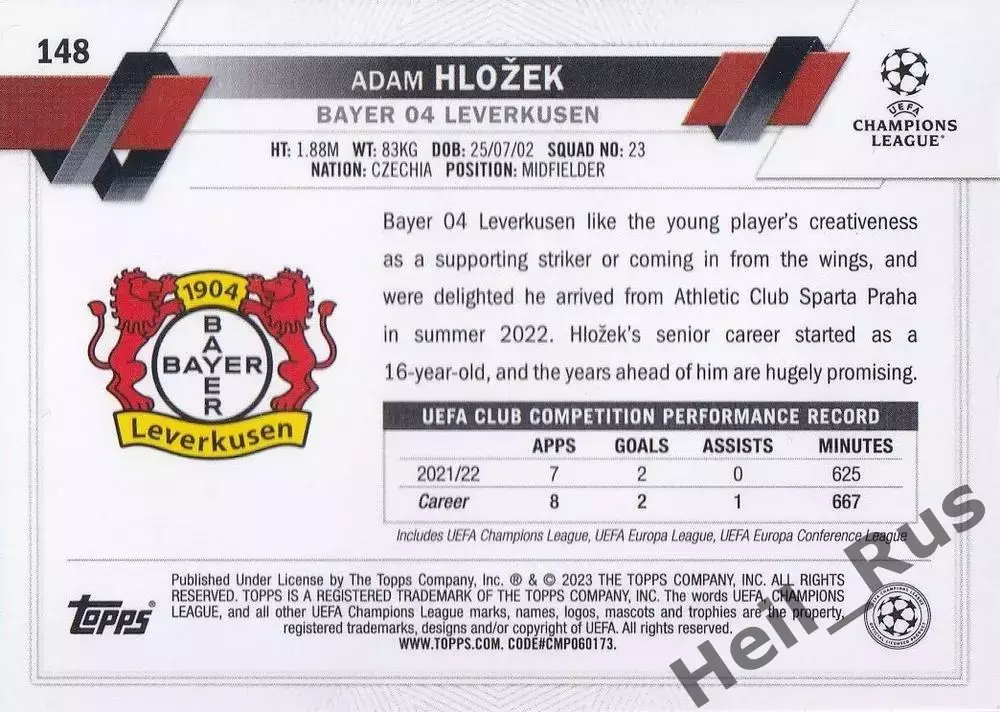 148
ADAM HLOŽEK
BAYER 04 LEVERKUSEN
UEFA
CHAMPIONS
LEAGUE®
HT: 1.88M WT: 83KG DOB: 25/07/02 SQUAD NO: 23
NATION: CZECHIA POSITION: MIDFIELDER
Bayer 04 Leverkusen like the young player's creativeness
as a supporting striker or coming in from the wings, and
were delighted he arrived from Athletic Club Sparta Praha
in summer 2022. Hložek's senior career started as a
16-year-old, and the years ahead of him are hugely promising.
1904
BAYER
BAYER
Leverkusen
UEFA CLUB COMPETITION PERFORMANCE RECORD
APPS GOALS ASSISTS MINUTES
2021/22 7 2 0 625
Career 8 2 1 667
Includes UEFA Champions League, UEFA Europa League, UEFA Europa Conference League
topps®
Published Under License by The Topps Company, Inc. ® & © 2023 THE TOPPS COMPANY, INC. ALL RIGHTS
RESERVED. TOPPS IS A REGISTERED TRADEMARK OF THE TOPPS COMPANY, INC. The words UEFA, CHAMPIONS
LEAGUE, and all other UEFA Champions League marks, names, logos, mascots and trophies are the property,
registered trademarks, designs and/or copyright of UEFA. All rights reserved.
WWW.TOPPS.COM. CODE#CMP060173.
Heil_Rus